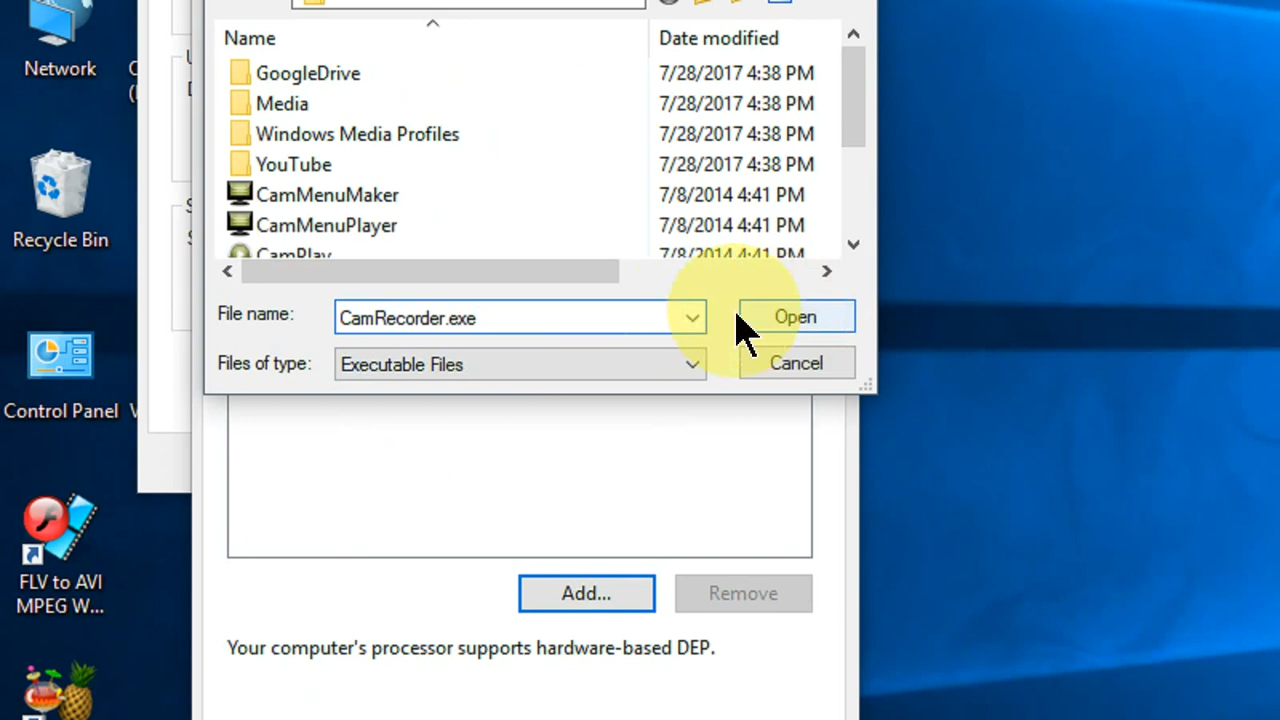 Name Date modified
Network
GoogleDrive 7/28/2017 4:38 PM
Media 7/28/2017 4:38 PM
Windows Media Profiles 7/28/2017 4:38 PM
YouTube 7/28/2017 4:38 PM
CamMenuMaker 7/8/2014 4:41 PM
CamMenuPlayer 7/8/2014 4:41 PM
Recycle Bin
CamPlay 7/8/2014 4:41 PM
File name: CamRecorder.exe Open
Files of type: Executable Files Cancel
Control Panel
FLV to AVI
MPEG W...
Add... Remove
Your computer's processor supports hardware-based DEP.